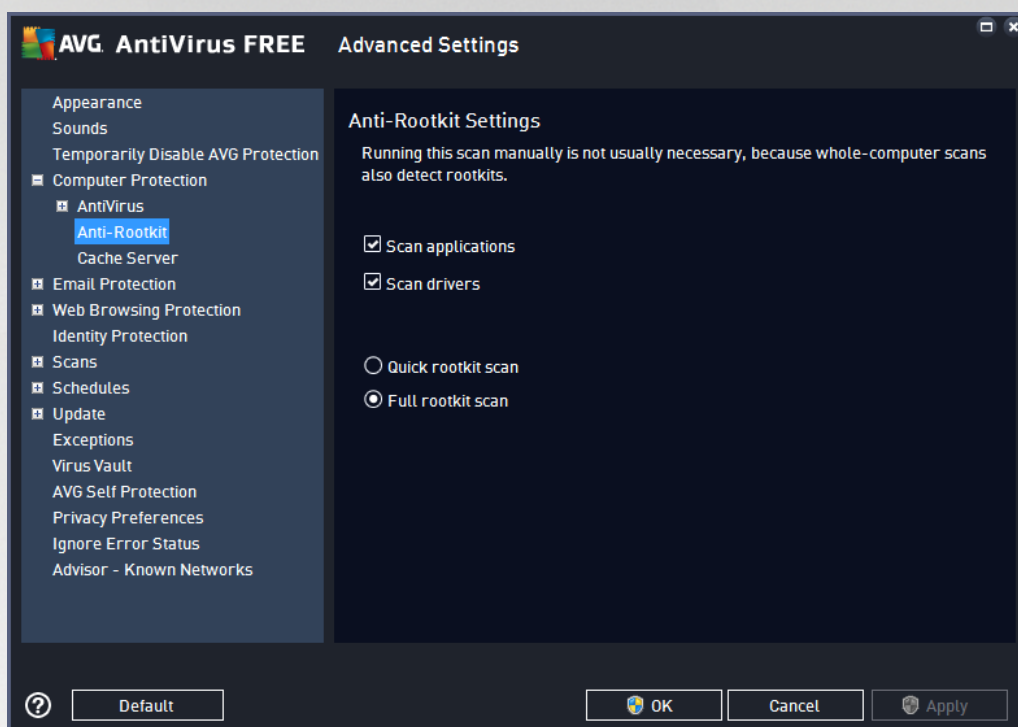 AVG. AntiVirus FREE
Advanced Settings
Appearance
Sounds
Temporarily Disable AVG Protection
Computer Protection
AntiVirus
Anti-Rootkit
Cache Server
Email Protection
Web Browsing Protection
Identity Protection
Scans
Schedules
Update
Exceptions
Virus Vault
AVG Self Protection
Privacy Preferences
Ignore Error Status
Advisor - Known Networks
Anti-Rootkit Settings
Running this scan manually is not usually necessary, because whole-computer scans
also detect rootkits.
Scan applications
Scan drivers
Quick rootkit scan
Full rootkit scan
?
Default
OK
Cancel
Apply